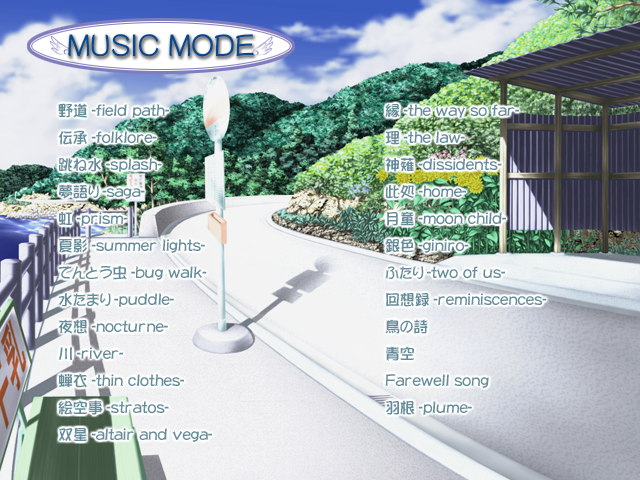 MUSIC MODE
野道 -field path-
伝承 -folklore-
跳ね水 -splash-
夢語り -saga-
虹 -prism-
夏影 -summer lights-
てんとう虫 -bug walk-
水たまり -puddle-
夜想 -nocturne-
川 -river-
蝉衣 -thin clothes-
絵空事 -stratos-
双星 -altair and vega-
縁 -the way so far-
理 -the law-
神薙 -dissidents-
此処 -home-
月童 -moon child-
銀色 -giniro-
ふたり -two of us-
回想録 -reminiscences-
鳥の詩
青空
Farewell song
羽根 -plume-
乳